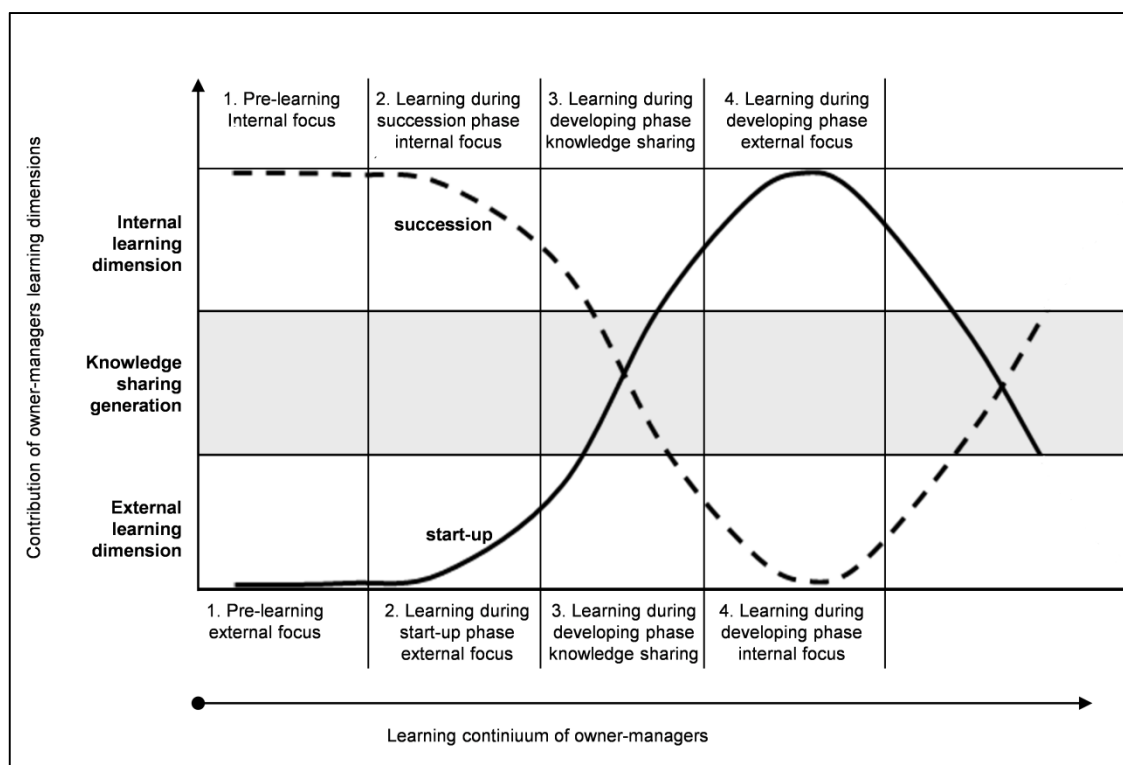 1. Pre-learning
Internal focus
2. Learning during
succession phase
internal focus
3. Learning during
developing phase
knowledge sharing
4. Learning during
developing phase
external focus
Contribution of owner-managers learning dimensions
Internal
learning
dimension
succession
Knowledge
sharing
generation
External
learning
dimension
start-up
1. Pre-learning
external focus
2. Learning during
start-up phase
external focus
3. Learning during
developing phase
knowledge sharing
4. Learning during
developing phase
internal focus
Learning continiuum of owner-managers